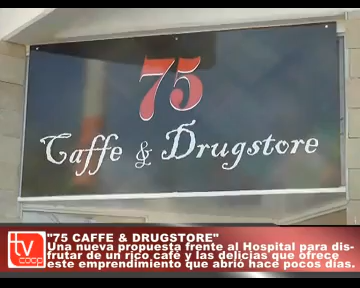 75
Caffe & Drugstore
tv
coop
"75 CAFFE & DRUGSTORE"
Una nueva propuesta frente al Hospital para dis-
frutar de un rico café y las delicias que ofrece
este emprendimiento que abrió hace pocos días.